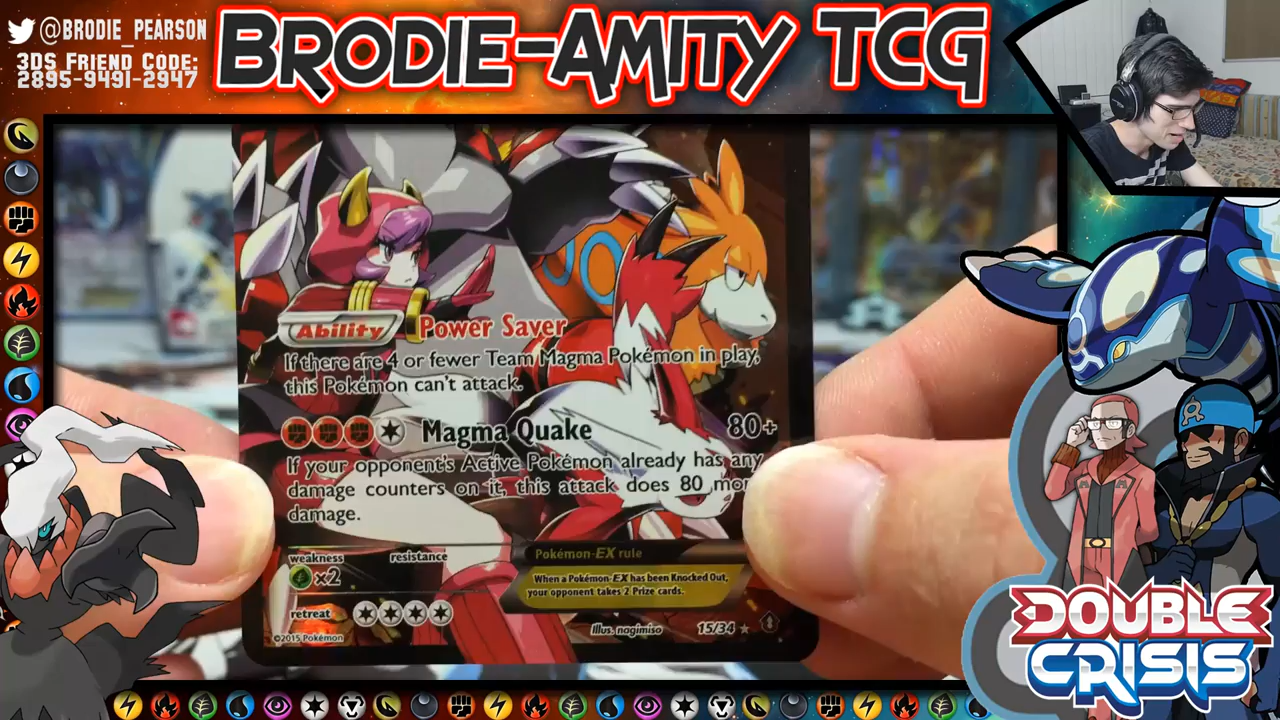 @BRODIE_PEARSON
3DS FRIEND CODE:
2895-9491-2947
BRODIE-AMITY TCG
Ability Power Saver
If there are 4 or fewer Team Magma Pokémon in play,
this Pokémon can't attack.
Magma Quake 80+
If your opponent's Active Pokémon already has any
damage counters on it, this attack does 80 mor
damage.
weakness resistance
×2
retreat
Pokémon-EX rule
When a Pokémon-EX has been Knocked Out,
your opponent takes 2 Prize cards.
©2015 Pokémon
Illus. nagimiso 15/34
DOUBLE
CRISIS